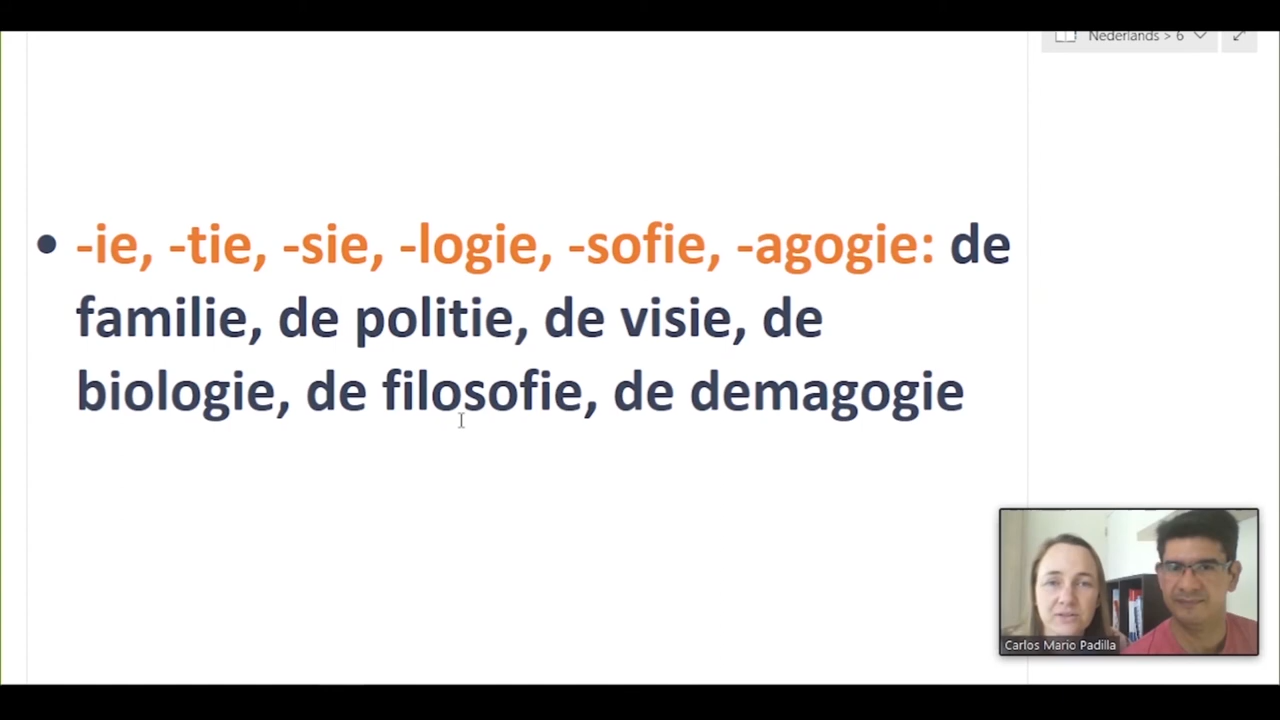 Nederlands > 6
• -ie, -tie, -sie, -logie, -sofie, -agogie: de
familie, de politie, de visie, de
biologie, de filosofie, de demagogie
Carlos Mario Padilla